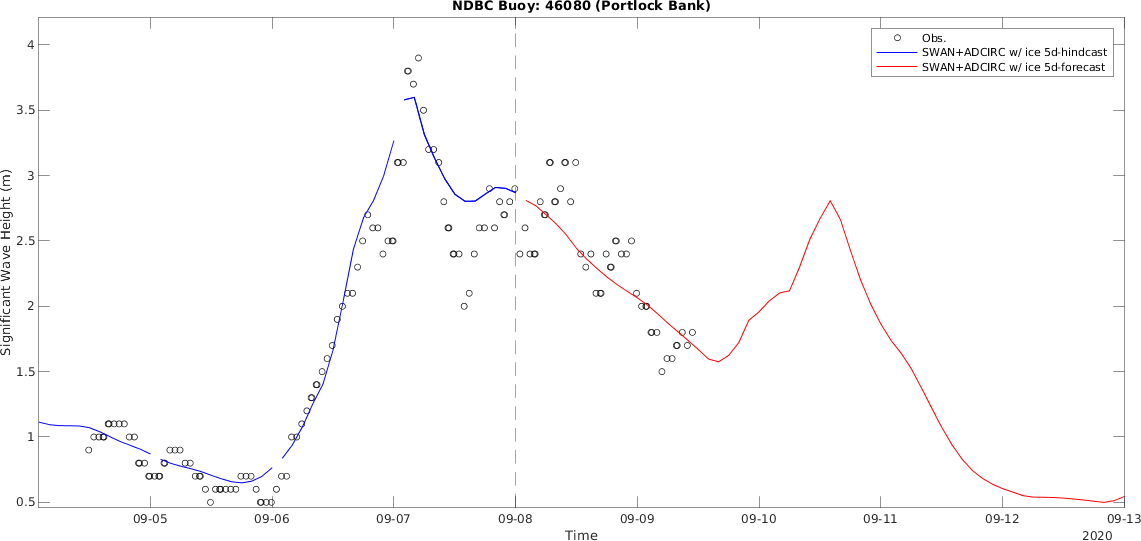 NDBC Buoy: 46080 (Portlock Bank)
Obs.
SWAN+ADCIRC w/ ice 5d-hindcast
SWAN+ADCIRC w/ ice 5d-forecast
Significant Wave Height (m)
4
3.5
3
2.5
2
1.5
1
0.5
09-05 09-06 09-07 09-08 09-09 09-10 09-11 09-12 09-13
Time
2020